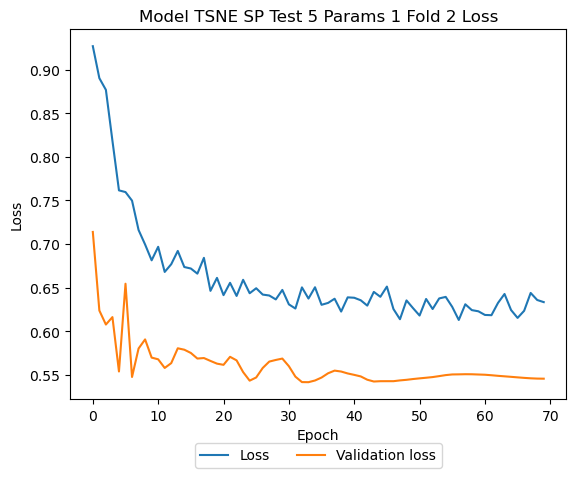 Model TSNE SP Test 5 Params 1 Fold 2 Loss
Loss
0.90
0.85
0.80
0.75
0.70
0.65
0.60
0.55
0 10 20 30 40 50 60 70
Epoch
Loss Validation loss